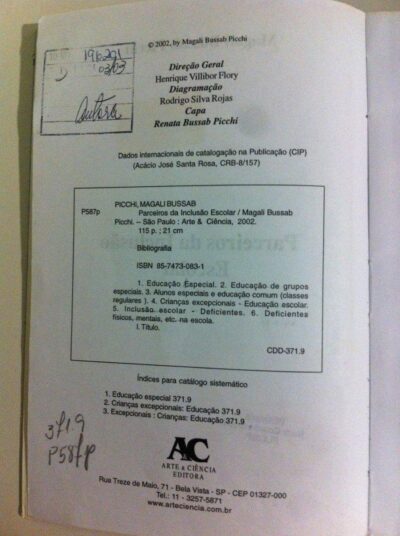 © 2002, by Magali Bussab Picchi
196291
D 03/03
Autora
Direção Geral
Henrique Villibor Flory
Diagramação
Rodrigo Silva Rojas
Capa
Renata Bussab Picchi
Dados internacionais de catalogação na Publicação (CIP)
(Acácio José Santa Rosa, CRB-8/157)
PICCHI, MAGALI BUSSAB
P587p Parceiros da Inclusão Escolar / Magali Bussab
Picchi. – São Paulo : Arte & Ciência, 2002.
115 p. ; 21 cm
Bibliografia
ISBN 85-7473-083-1
1. Educação Especial. 2. Educação de grupos
especiais. 3. Alunos especiais e educação comum (classes
regulares ). 4. Crianças excepcionais - Educação escolar.
5. Inclusão escolar - Deficientes. 6. Deficientes
físicos, mentais, etc. na escola.
I. Título.
CDD-371.9
Índices para catálogo sistemático
1. Educação especial 371.9
2. Crianças excepcionais: Educação 371.9
3. Excepcionais : Crianças: Educação 371.9
371.9
P587p
AC
ARTE & CIÊNCIA
EDITORA
Rua Treze de Maio, 71 - Bela Vista - SP - CEP 01327-000
Tel.: 11 - 3257-5871
www.arteciencia.com.br